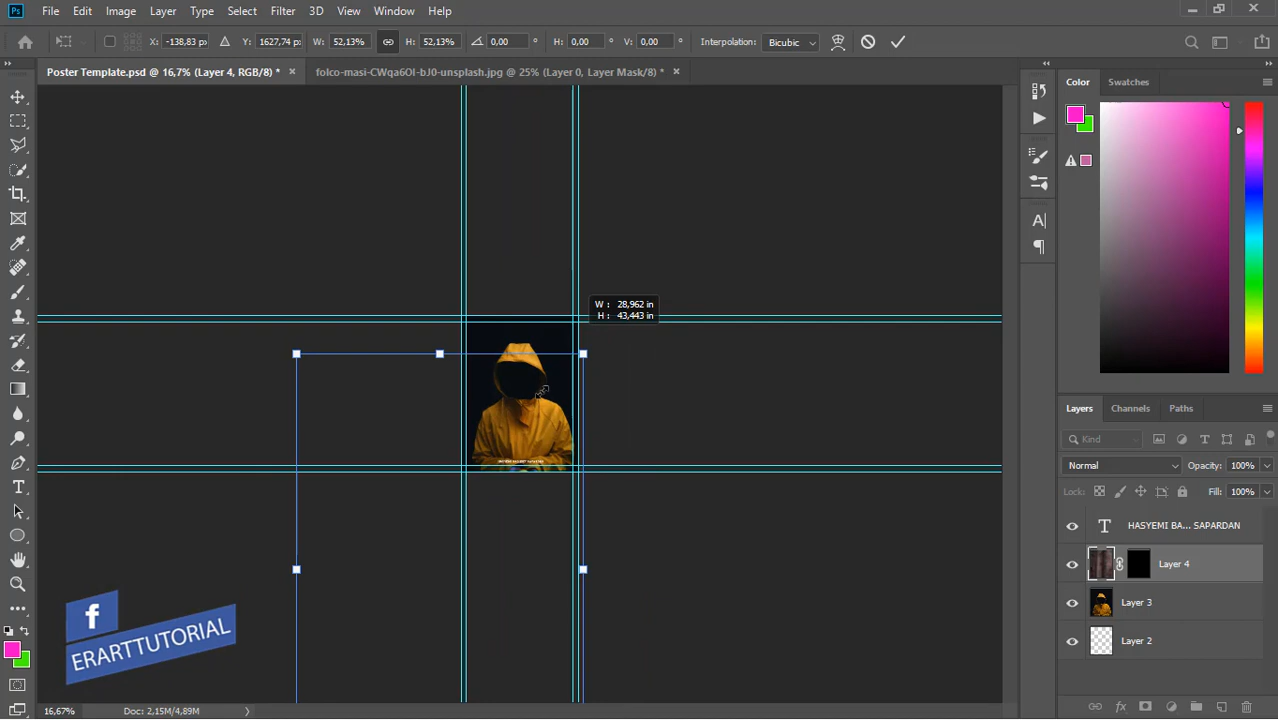 Ps File Edit Image Layer Type Select Filter 3D View Window Help
X: -138,83 p: Y: 1627,74 p: W: 52,13% H: 52,13% 0,00 ° H: 0,00 ° V: 0,00 ° Interpolation: Bicubic
Poster Template.psd @ 16,7% (Layer 4, RGB/8) * × folco-masi-CWqa6OI-bJ0-unsplash.jpg @ 25% (Layer 0, Layer Mask/8) * ×
Color Swatches
W : 28,962 in
H : 43,443 in
Layers Channels Paths
Kind
Normal Opacity: 100%
Lock: Fill: 100%
HASYEMI BA... SAPARDAN
Layer 4
Layer 3
Layer 2
f
ERARTTUTORIAL
16,67% Doc: 2,15M/4,89M